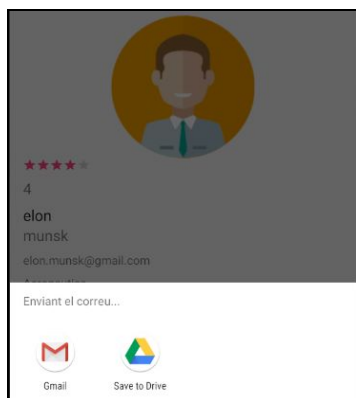 4
elon
munsk
elon.munsk@gmail.com
Enviant el correu...
Gmail Save to Drive